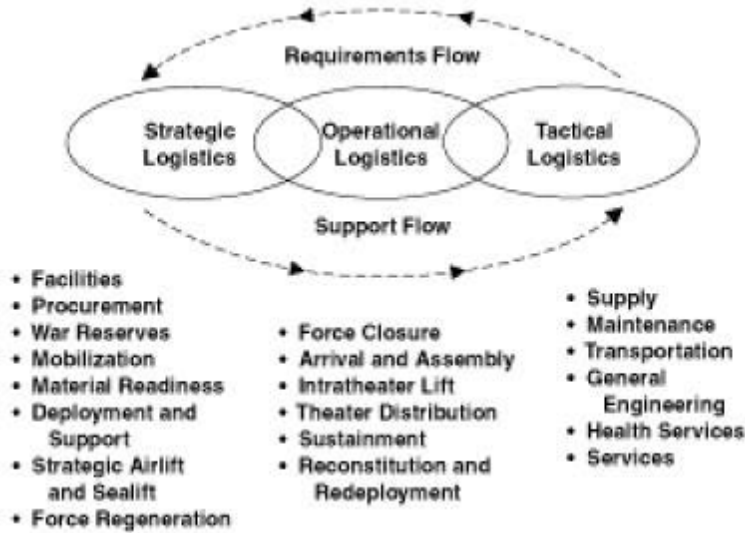 Requirements Flow
Strategic
Logistics
Operational
Logistics
Tactical
Logistics
Support Flow
• Facilities
• Procurement
• War Reserves
• Mobilization
• Material Readiness
• Deployment and
Support
• Strategic Airlift
and Sealift
• Force Regeneration
• Force Closure
• Arrival and Assembly
• Intratheater Lift
• Theater Distribution
• Sustainment
• Reconstitution and
Redeployment
• Supply
• Maintenance
• Transportation
• General
Engineering
• Health Services
• Services